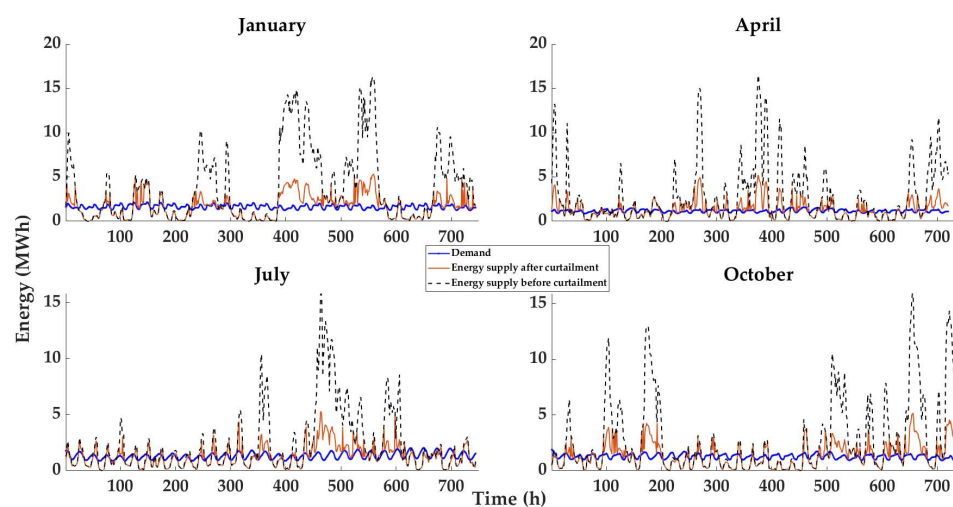 January
April
20
15
10
5
0
100 200 300 400 500 600 700
20
15
10
5
0
100 200 300 400 500 600 700
Energy (MWh)
Demand
Energy supply after curtailment
Energy supply before curtailment
July
October
15
10
5
0
100 200 300 400 500 600 700
15
10
5
0
100 200 300 400 500 600 700
Time (h)